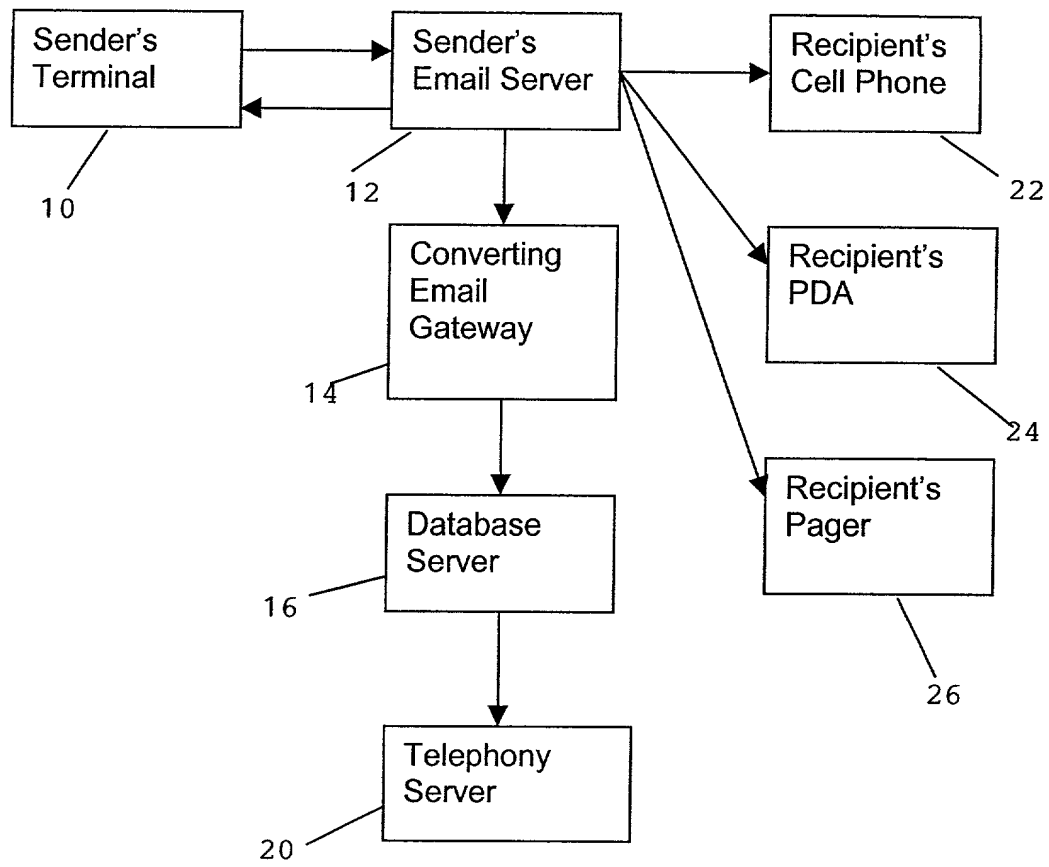 Sender's
Terminal
10
Sender's
Email Server
12
Recipient's
Cell Phone
22
Converting
Email
Gateway
14
Recipient's
PDA
24
Database
Server
16
Recipient's
Pager
26
Telephony
Server
20